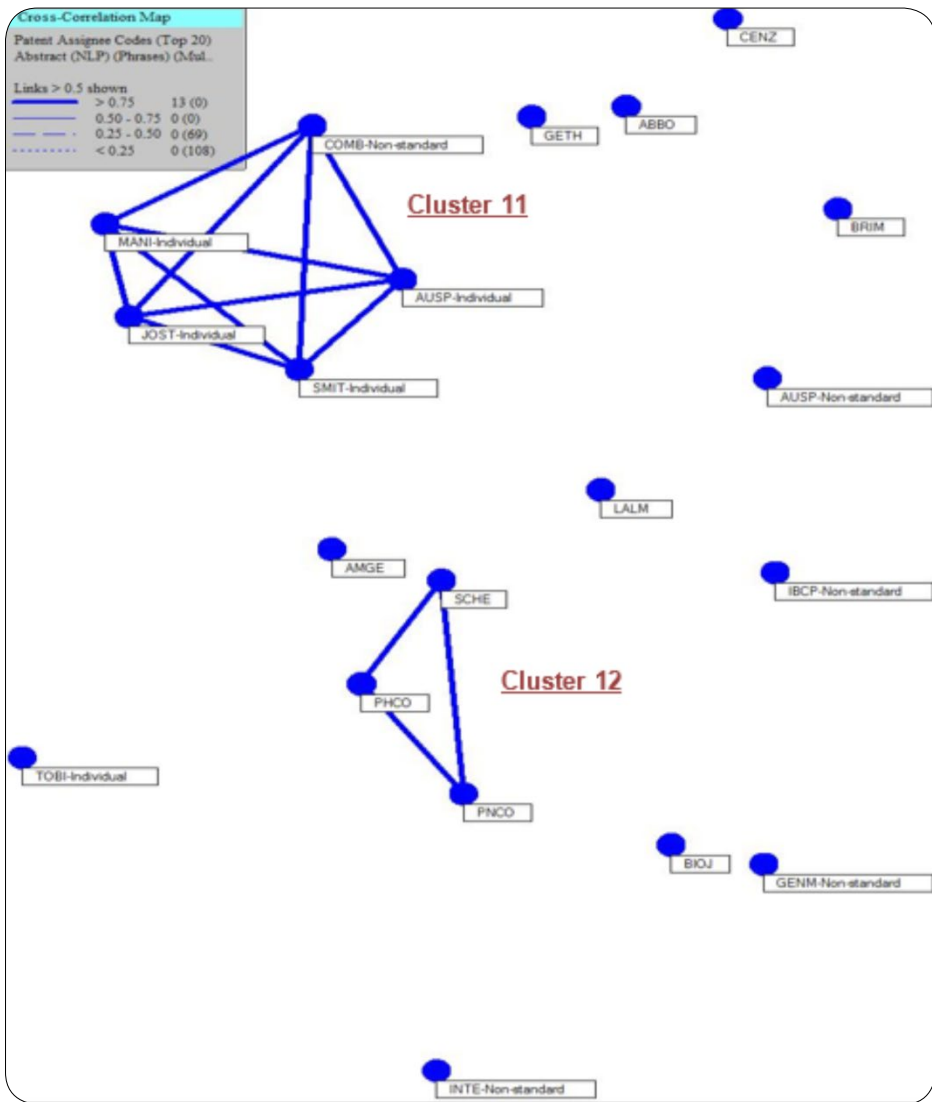 Cross-Correlation Map
Patent Assignee Codes (Top 20)
Abstract (NLP) (Phrases) (Mul..
Links > 0.5 shown
> 0.75 13 (0)
0.50 - 0.75 0 (0)
0.25 - 0.50 0 (69)
< 0.25 0 (108)
CENZ
ABBO
GETH
COMB-Non-standard
Cluster 11
BRIM
MANI-Individual
AUSP-Individual
JOST-Individual
SMIT-Individual
AUSP-Non-standard
LALM
AMGE
SCHE
IBCP-Non-standard
Cluster 12
PHCO
TOBI-Individual
PNCO
BIOJ
GENM-Non-standard
INTE-Non-standard